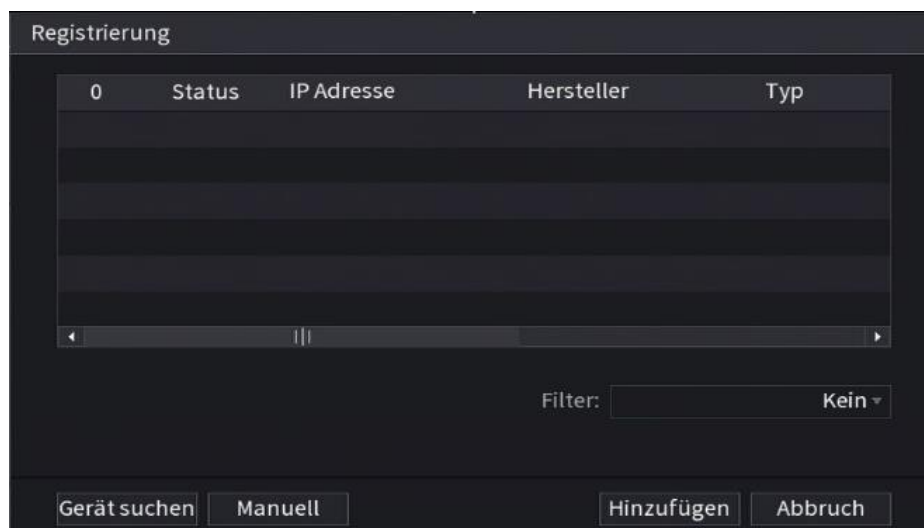 Registrierung
0 Status IP Adresse Hersteller Typ
Filter: Kein
Gerät suchen Manuell Hinzufügen Abbruch